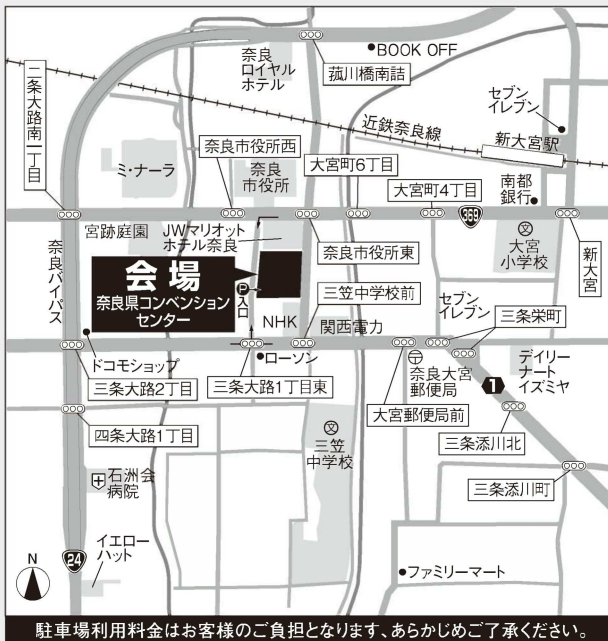 BOOK OFF
奈良
ロイヤル
ホテル
菰川橋南詰
セブン
イレブン
二条大路南一丁目
近鉄奈良線
新大宮駅
奈良市役所西
ミ・ナーラ
奈良
市役所
大宮町6丁目
大宮町4丁目
南都
銀行
369
宮跡庭園
JWマリオット
ホテル奈良
奈良市役所東
文
大宮
小学校
新大宮
奈良バイパス
会場
奈良県コンベンション
センター
P
入口
三笠中学校前
セブン
イレブン
三条栄町
NHK
関西電力
ドコモショップ
ローソン
〒
奈良大宮
郵便局
デイリー
ナート
イズミヤ
三条大路2丁目
三条大路1丁目東
1
大宮郵便局前
四条大路1丁目
文
三笠
中学校
三条添川北
石洲会
病院
三条添川町
イエロー
ハット
24
N
ファミリーマート
駐車場利用料金はお客様のご負担となります、あらかじめご了承ください。